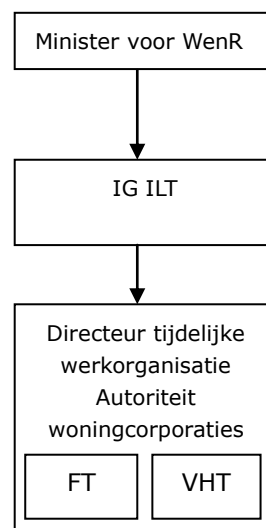 Minister voor WenR
IG ILT
Directeur tijdelijke
werkorganisatie
Autoriteit
woningcorporaties
FT
VHT